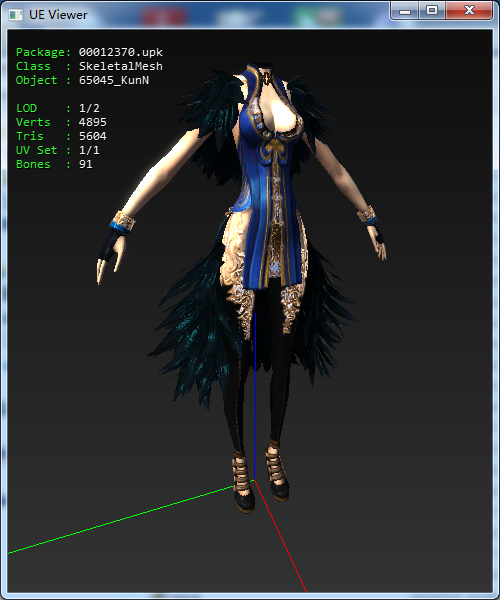 UE Viewer
Package: 00012370.upk
Class : SkeletalMesh
Object : 65045_KunN
LOD : 1/2
Verts : 4895
Tris : 5604
UV Set : 1/1
Bones : 91